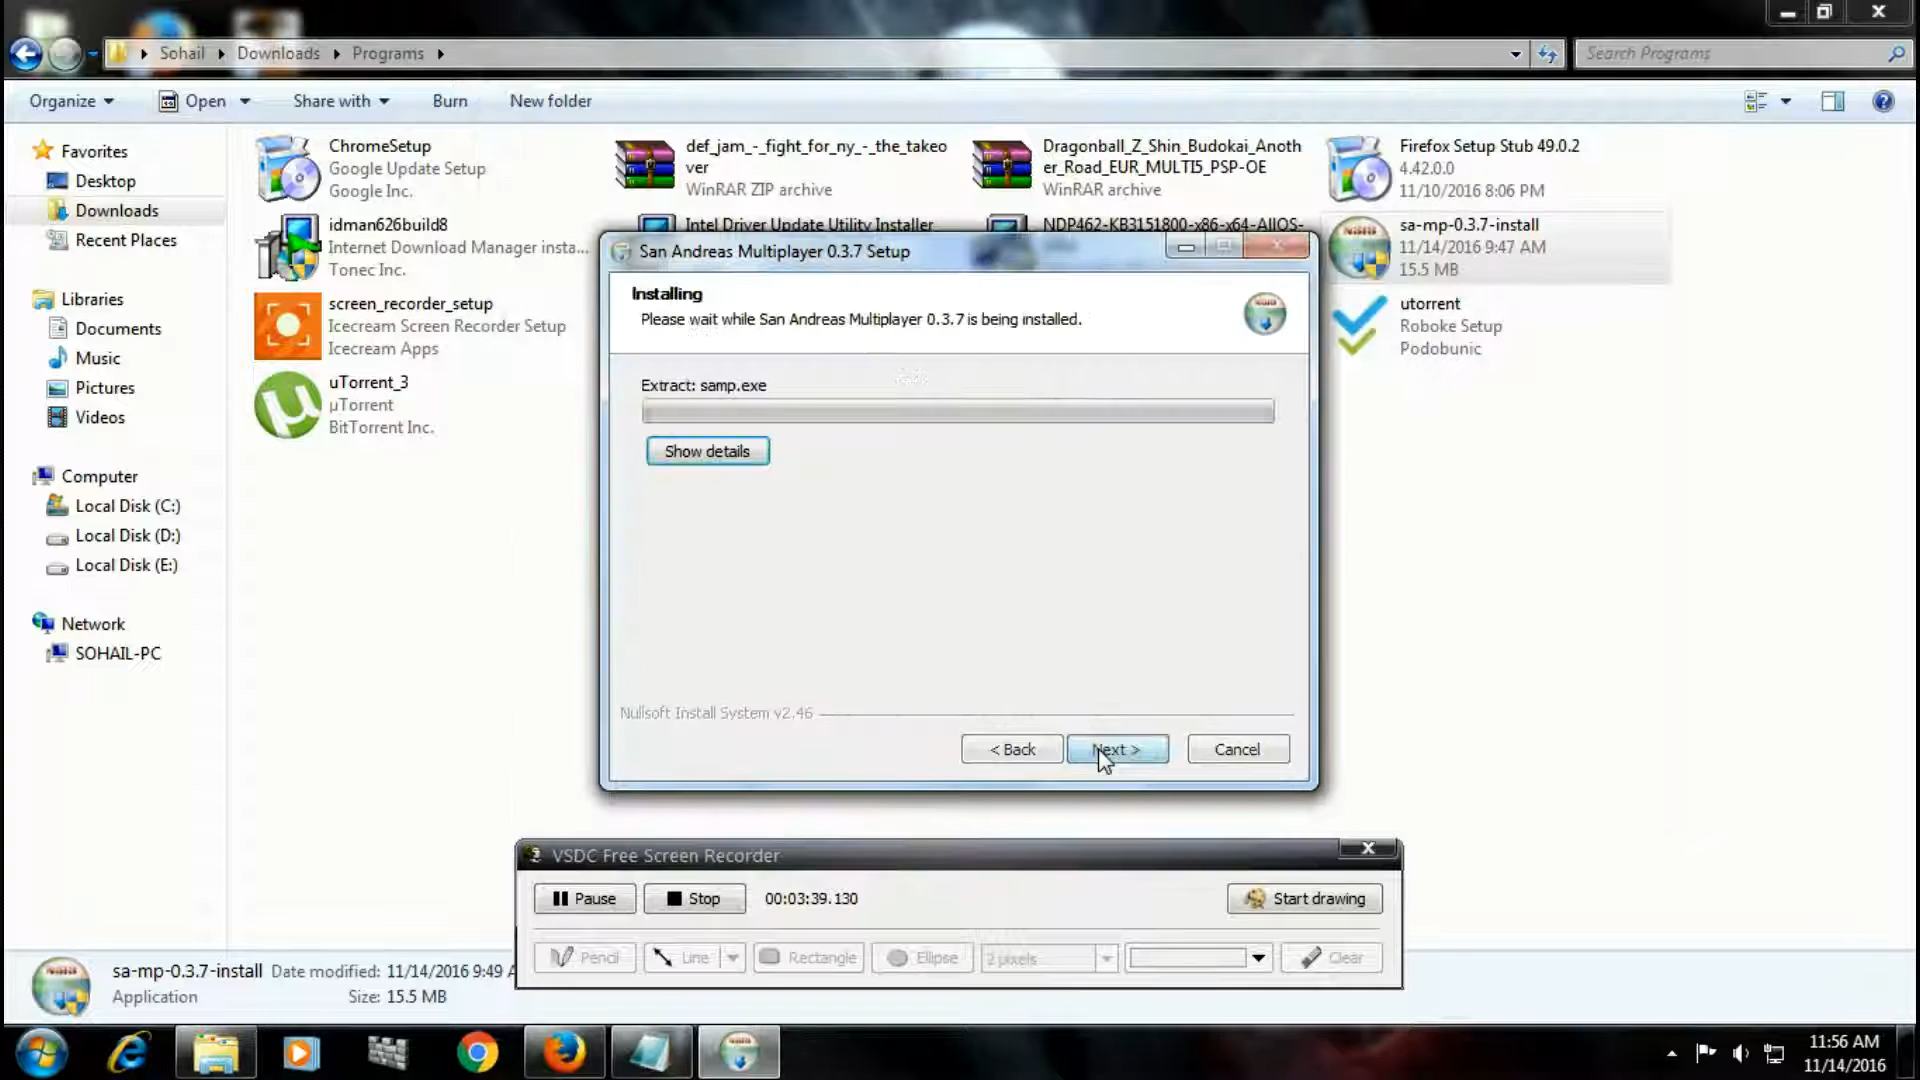 Sohail
Downloads
Programs
Search Programs
Organize
Open
Share with
Burn
New folder
Favorites
Desktop
Downloads
Recent Places
Libraries
Documents
Music
Pictures
Videos
Computer
Local Disk (C:)
Local Disk (D:)
Local Disk (E:)
Network
SOHAIL-PC
ChromeSetup
Google Update Setup
Google Inc.
def_jam_-_fight_for_ny_-_the_takeo
ver
WinRAR ZIP archive
Dragonball_Z_Shin_Budokai_Anoth
er_Road_EUR_MULTI5_PSP-OE
WinRAR archive
Firefox Setup Stub 49.0.2
4.42.0.0
11/10/2016 8:06 PM
idman626build8
Internet Download Manager insta...
Tonec Inc.
Intel Driver Update Utility Installer
NDP462-KB3151800-x86-x64-AllOS-
sa-mp-0.3.7-install
11/14/2016 9:47 AM
15.5 MB
screen_recorder_setup
Icecream Screen Recorder Setup
Icecream Apps
utorrent
Roboke Setup
Podobunic
uTorrent_3
µTorrent
BitTorrent Inc.
San Andreas Multiplayer 0.3.7 Setup
Installing
Please wait while San Andreas Multiplayer 0.3.7 is being installed.
Extract: samp.exe
Show details
Nullsoft Install System v2.46
< Back
Next >
Cancel
VSDC Free Screen Recorder
Pause
Stop
00:03:39.130
Start drawing
Pencil
Line
Rectangle
Ellipse
2 pixels
Clear
sa-mp-0.3.7-install
Date modified: 11/14/2016 9:49 A
Application
Size: 15.5 MB
11:56 AM
11/14/2016